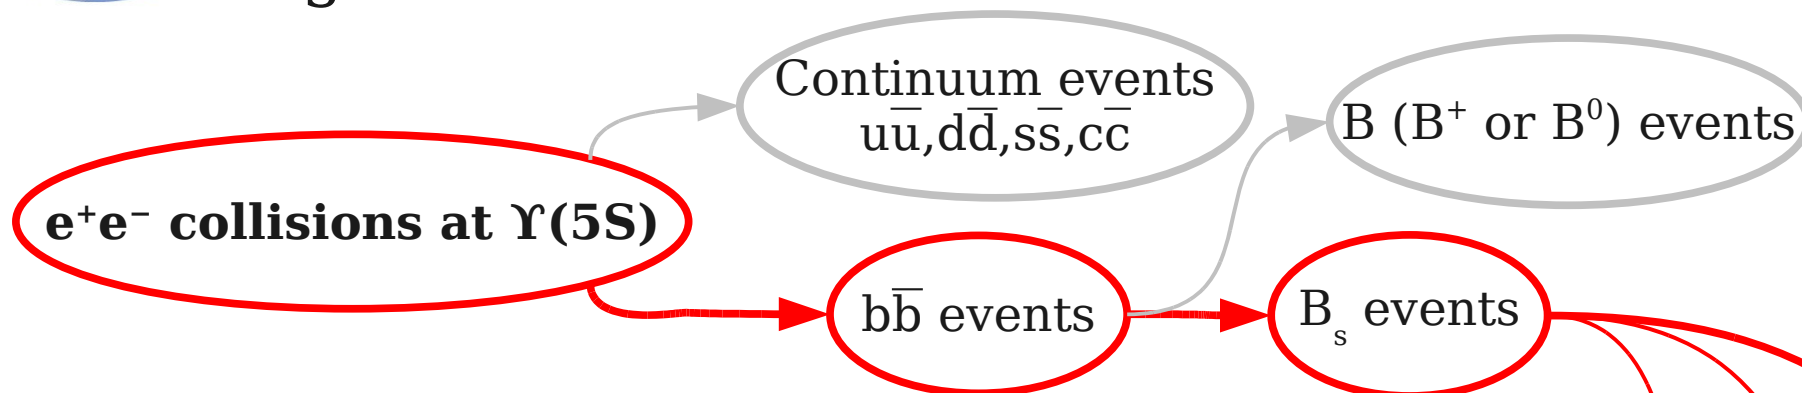 Continuum events
uu̅,dd̅,ss̅,cc̅
B (B⁺ or B⁰) events
e⁺e⁻ collisions at ϒ(5S)
bb̅ events
Bₛ events